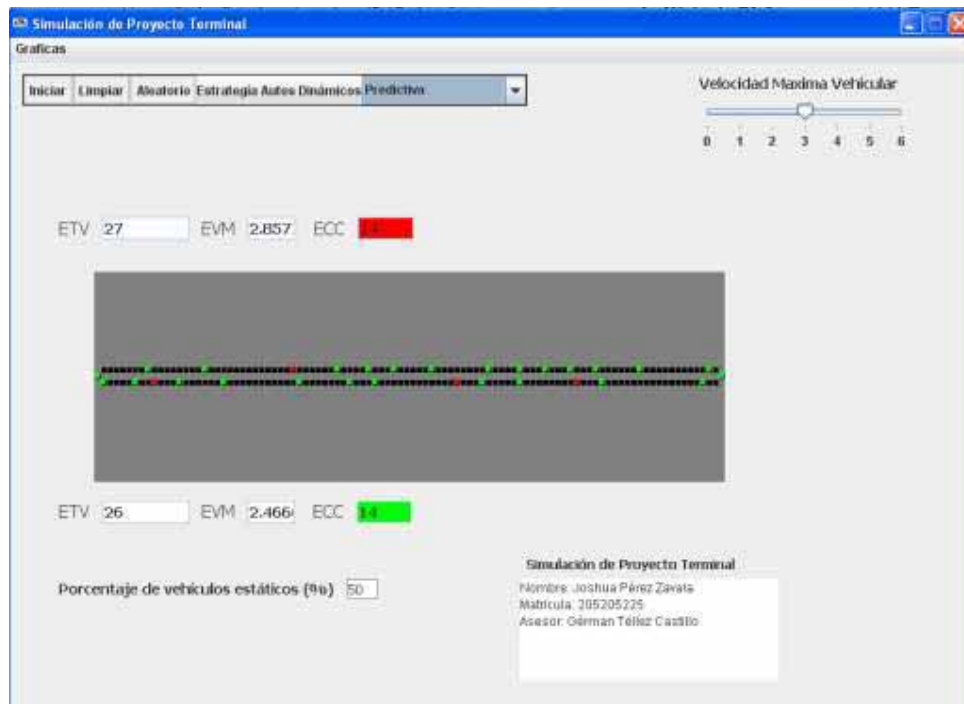 Simulación de Proyecto Terminal
Graficas
Iniciar Limpiar Aleatorio Estrategia Autos Dinámicos Predictiva
Velocidad Maxima Vehicular
0 1 2 3 4 5 6
ETV 27 EVM 2.857 ECC
ETV 26 EVM 2.466 ECC 14
Porcentaje de vehículos estáticos (%) 50
Simulación de Proyecto Terminal
Nombre: Joshua Pérez Zavala
Matricula: 205205225
Asesor: Gérman Téllez Castillo